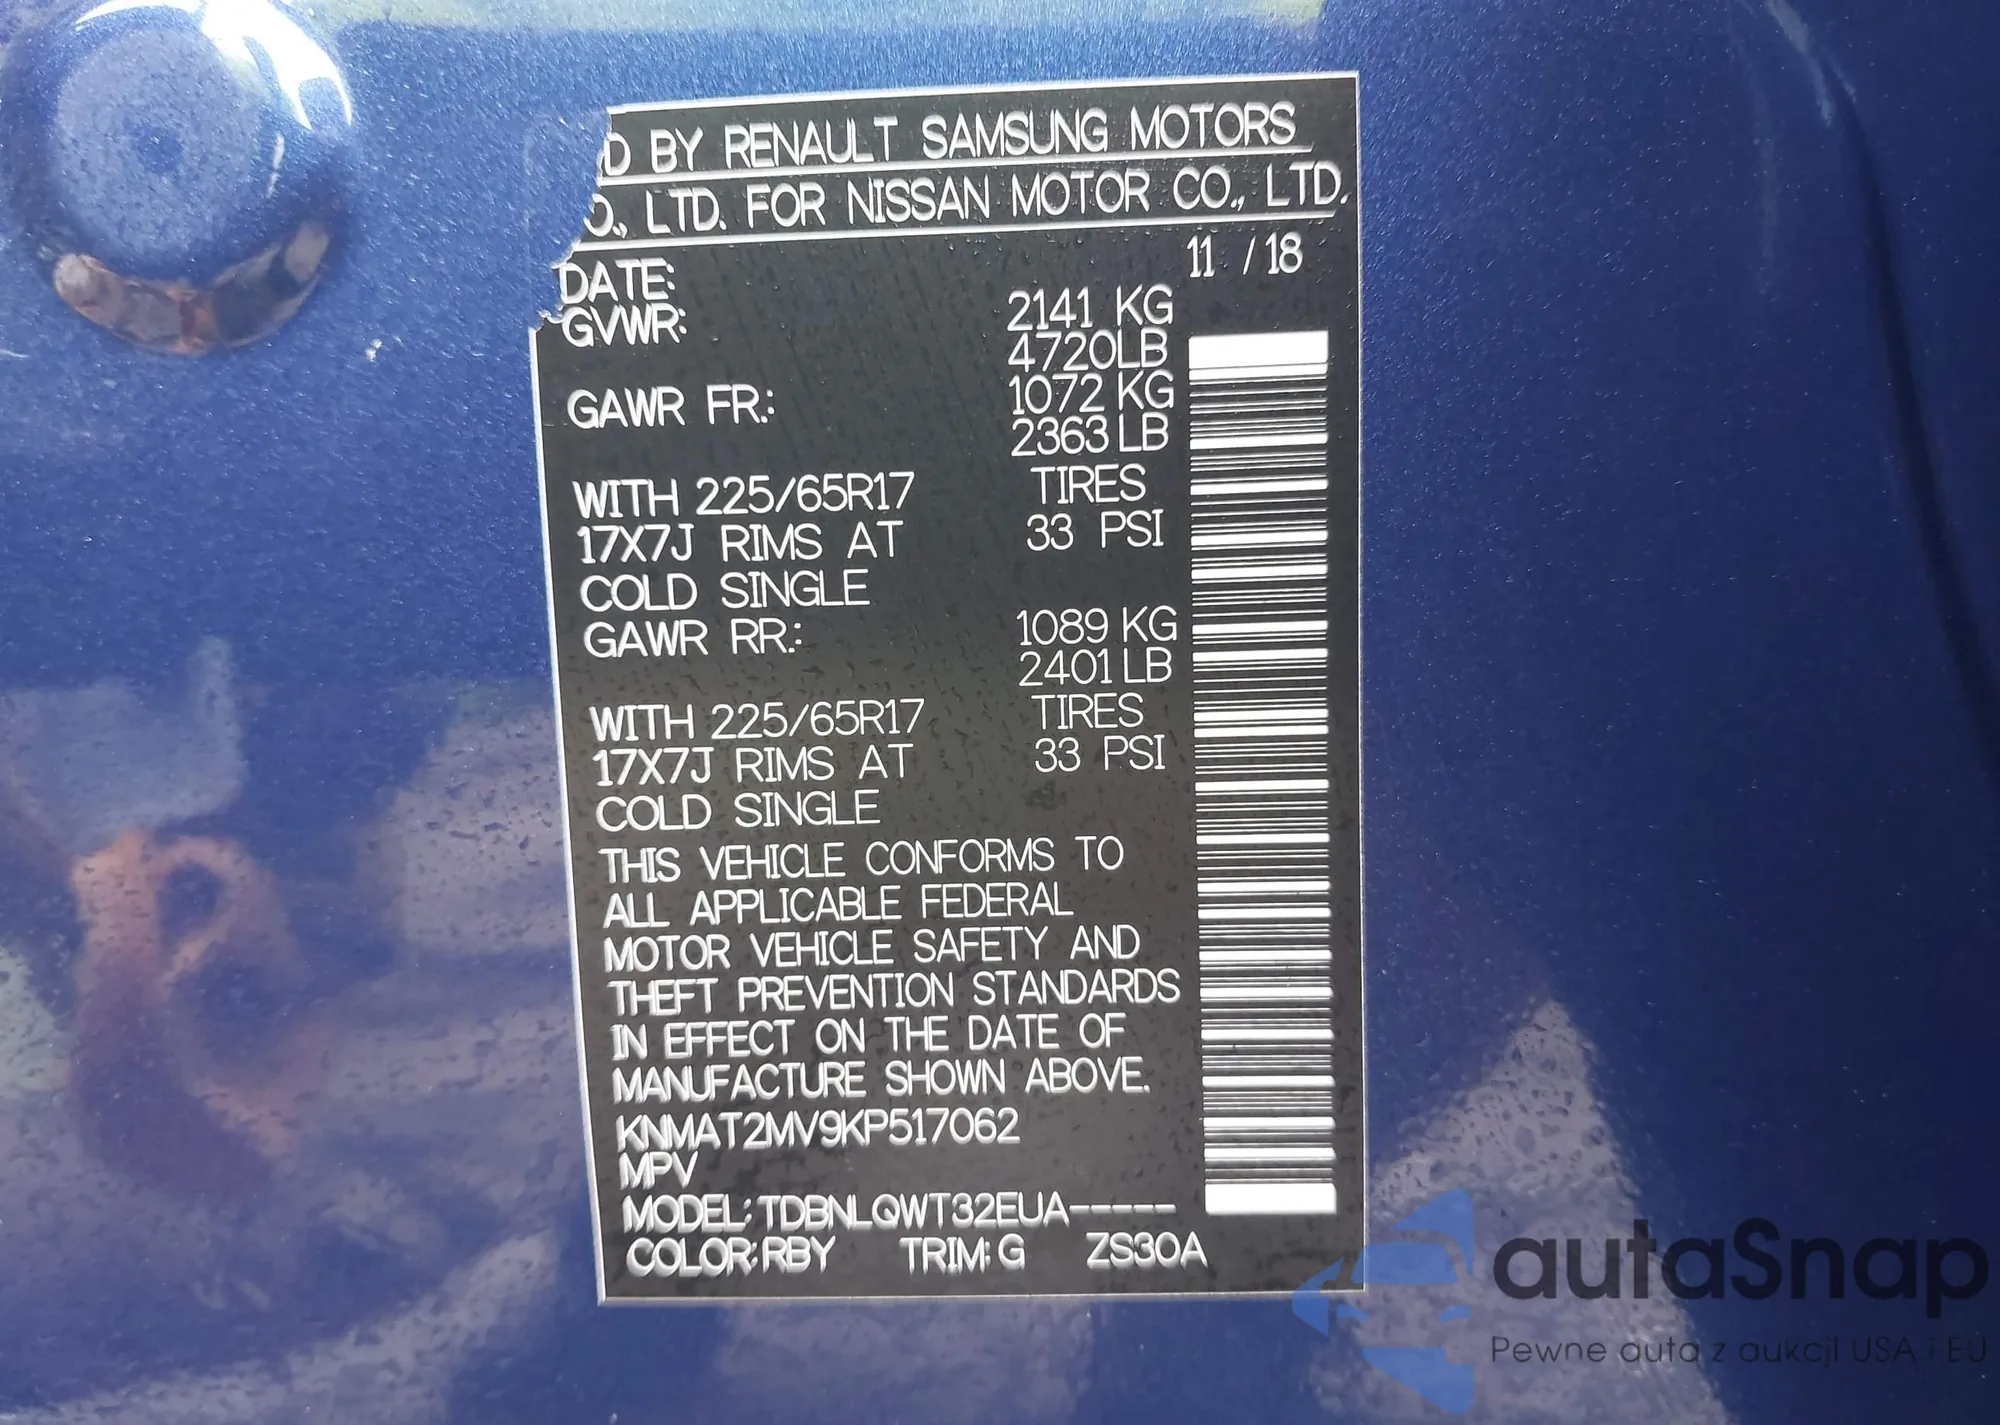 D BY RENAULT SAMSUNG MOTORS
O., LTD. FOR NISSAN MOTOR CO., LTD.
DATE: 11 / 18
GVWR: 2141 KG
4720LB
GAWR FR.: 1072 KG
2363 LB
WITH 225/65R17 TIRES
17X7J RIMS AT 33 PSI
COLD SINGLE
GAWR RR.: 1089 KG
2401 LB
WITH 225/65R17 TIRES
17X7J RIMS AT 33 PSI
COLD SINGLE
THIS VEHICLE CONFORMS TO
ALL APPLICABLE FEDERAL
MOTOR VEHICLE SAFETY AND
THEFT PREVENTION STANDARDS
IN EFFECT ON THE DATE OF
MANUFACTURE SHOWN ABOVE.
KNMAT2MV9KP517062
MPV
MODEL: TDBNLQWT32EUA-----
COLOR: RBY TRIM: G ZS30A
autaSnap
Pewne auta z aukcji USA i EU